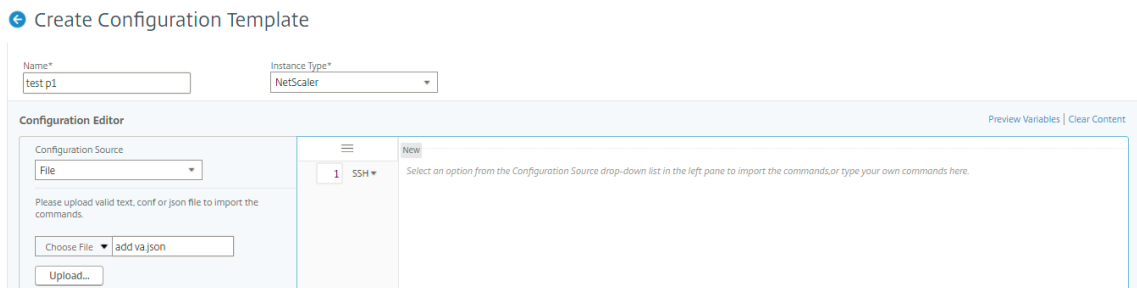 Create Configuration Template
Name*
Instance Type*
test p1
NetScaler
Configuration Editor
Preview Variables | Clear Content
Configuration Source
File
Please upload valid text, conf or json file to import the
commands.
Choose File
add va.json
Upload...
New
1 SSH
Select an option from the Configuration Source drop-down list in the left pane to import the commands,or type your own commands here.